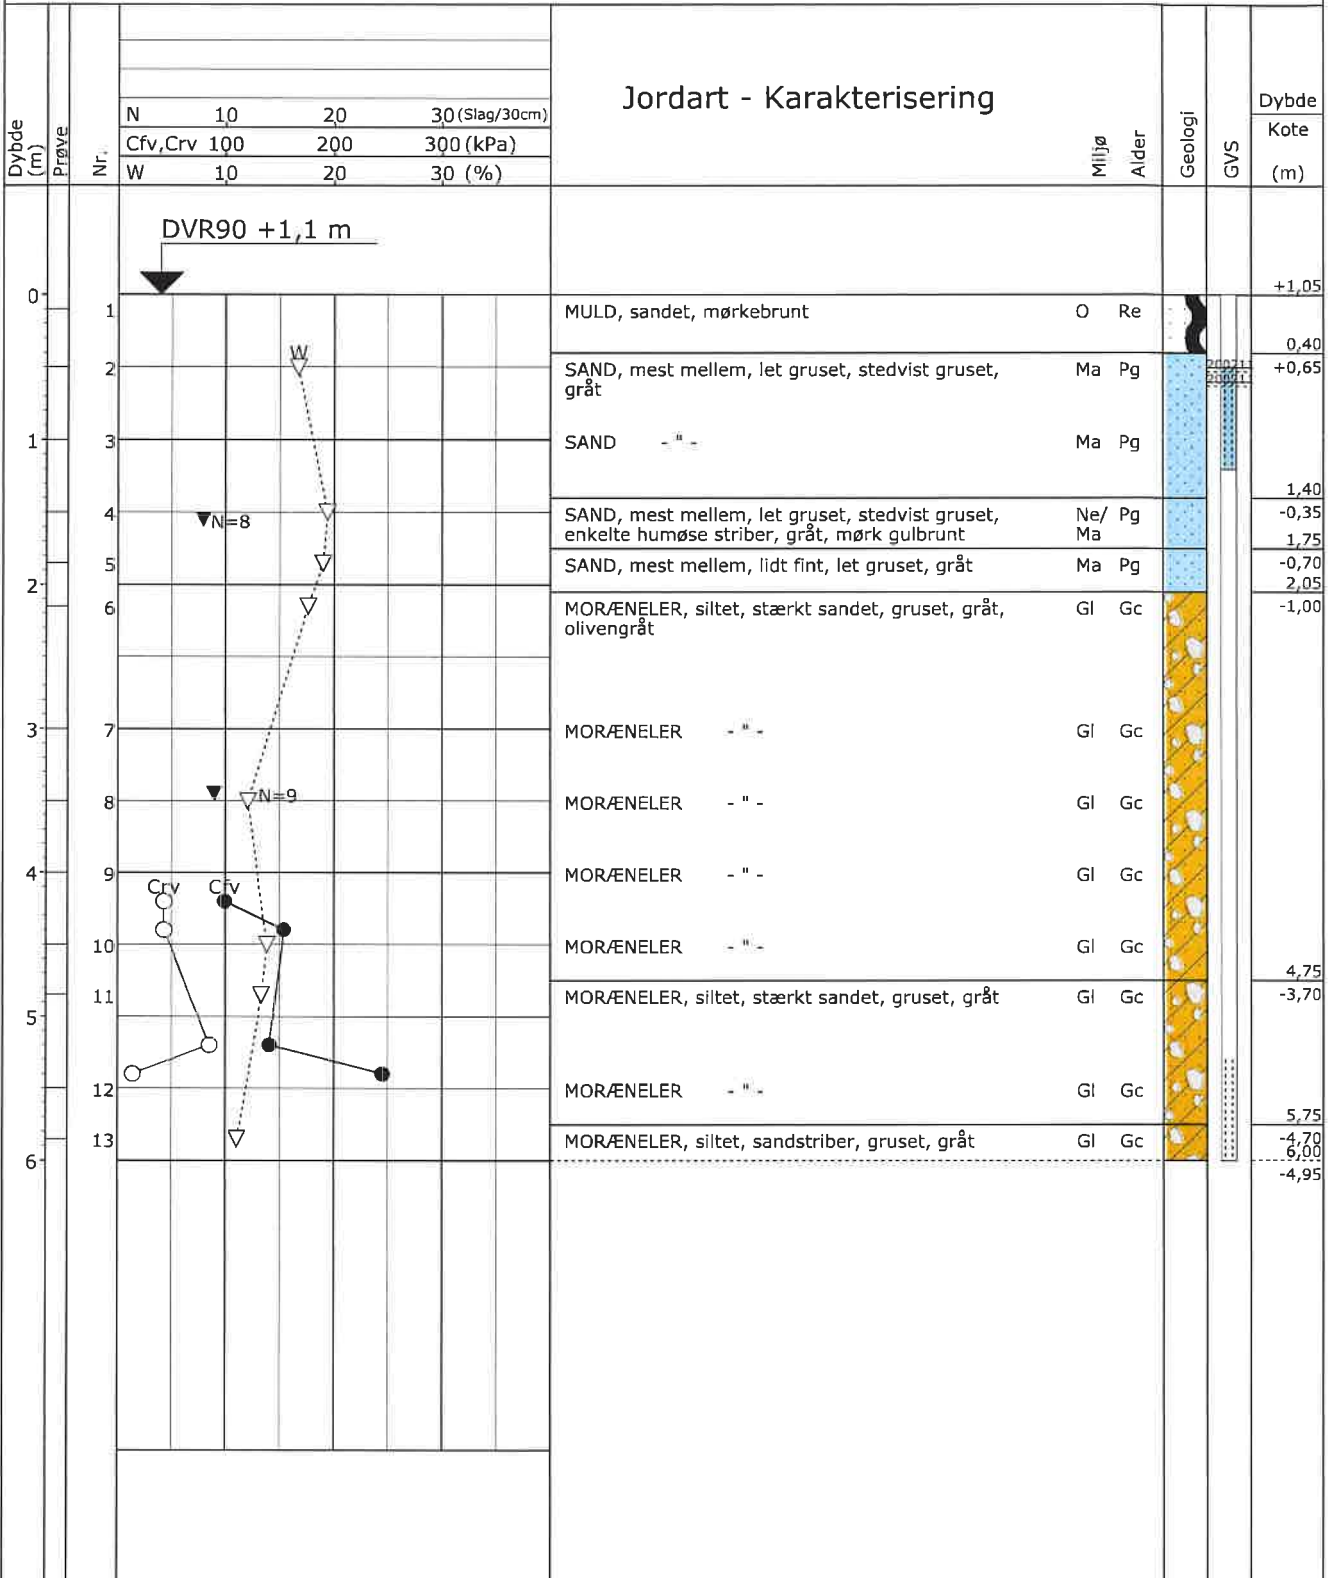 Jordart - Karakterisering
Dybde (m)
Prøve
Nr.
N 10 20 30 (Slag/30cm)
Cfv,Crv 100 200 300 (kPa)
W 10 20 30 (%)
Miljø
Alder
Geologi
GVS
Dybde
Kote
(m)
DVR90 +1,1 m
+1,05
0
1 MULD, sandet, mørkebrunt O Re
0,40
W
2 SAND, mest mellem, let gruset, stedvist gruset, Ma Pg +0,65
gråt
1 3 SAND - " - Ma Pg
1,40
4 N=8 SAND, mest mellem, let gruset, stedvist gruset, Ne/ Pg -0,35
enkelte humøse striber, gråt, mørk gulbrunt Ma 1,75
5 SAND, mest mellem, lidt fint, let gruset, gråt Ma Pg -0,70
2 2,05
6 MORÆNELER, siltet, stærkt sandet, gruset, gråt, Gl Gc -1,00
olivengråt
3 7 MORÆNELER - " - Gl Gc
8 N=9 MORÆNELER - " - Gl Gc
4 9 MORÆNELER - " - Gl Gc
Crv Cfv
10 MORÆNELER - " - Gl Gc
4,75
11 MORÆNELER, siltet, stærkt sandet, gruset, gråt Gl Gc -3,70
5
12 MORÆNELER - " - Gl Gc
5,75
13 MORÆNELER, siltet, sandstriber, gruset, gråt Gl Gc -4,70
6 6,00
-4,95